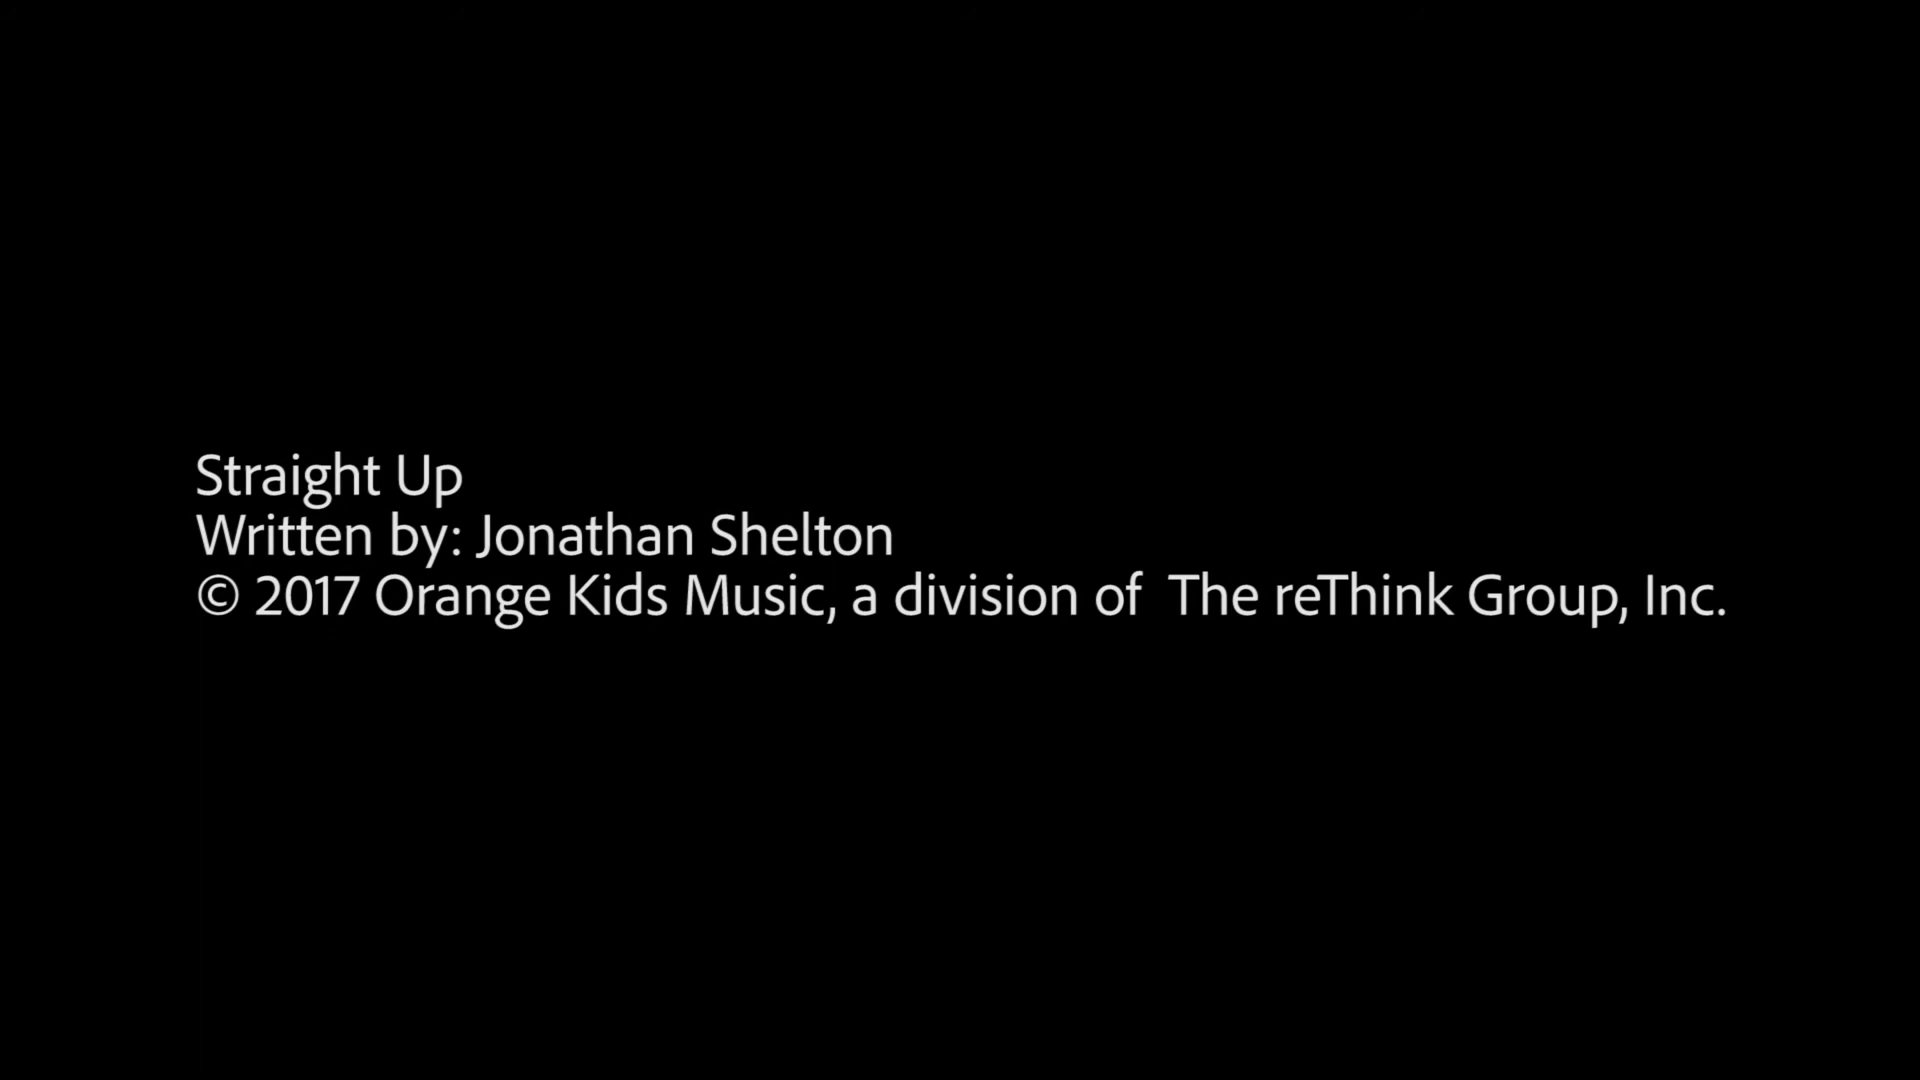 Straight Up
Written by: Jonathan Shelton
© 2017 Orange Kids Music, a division of  The reThink Group, Inc.